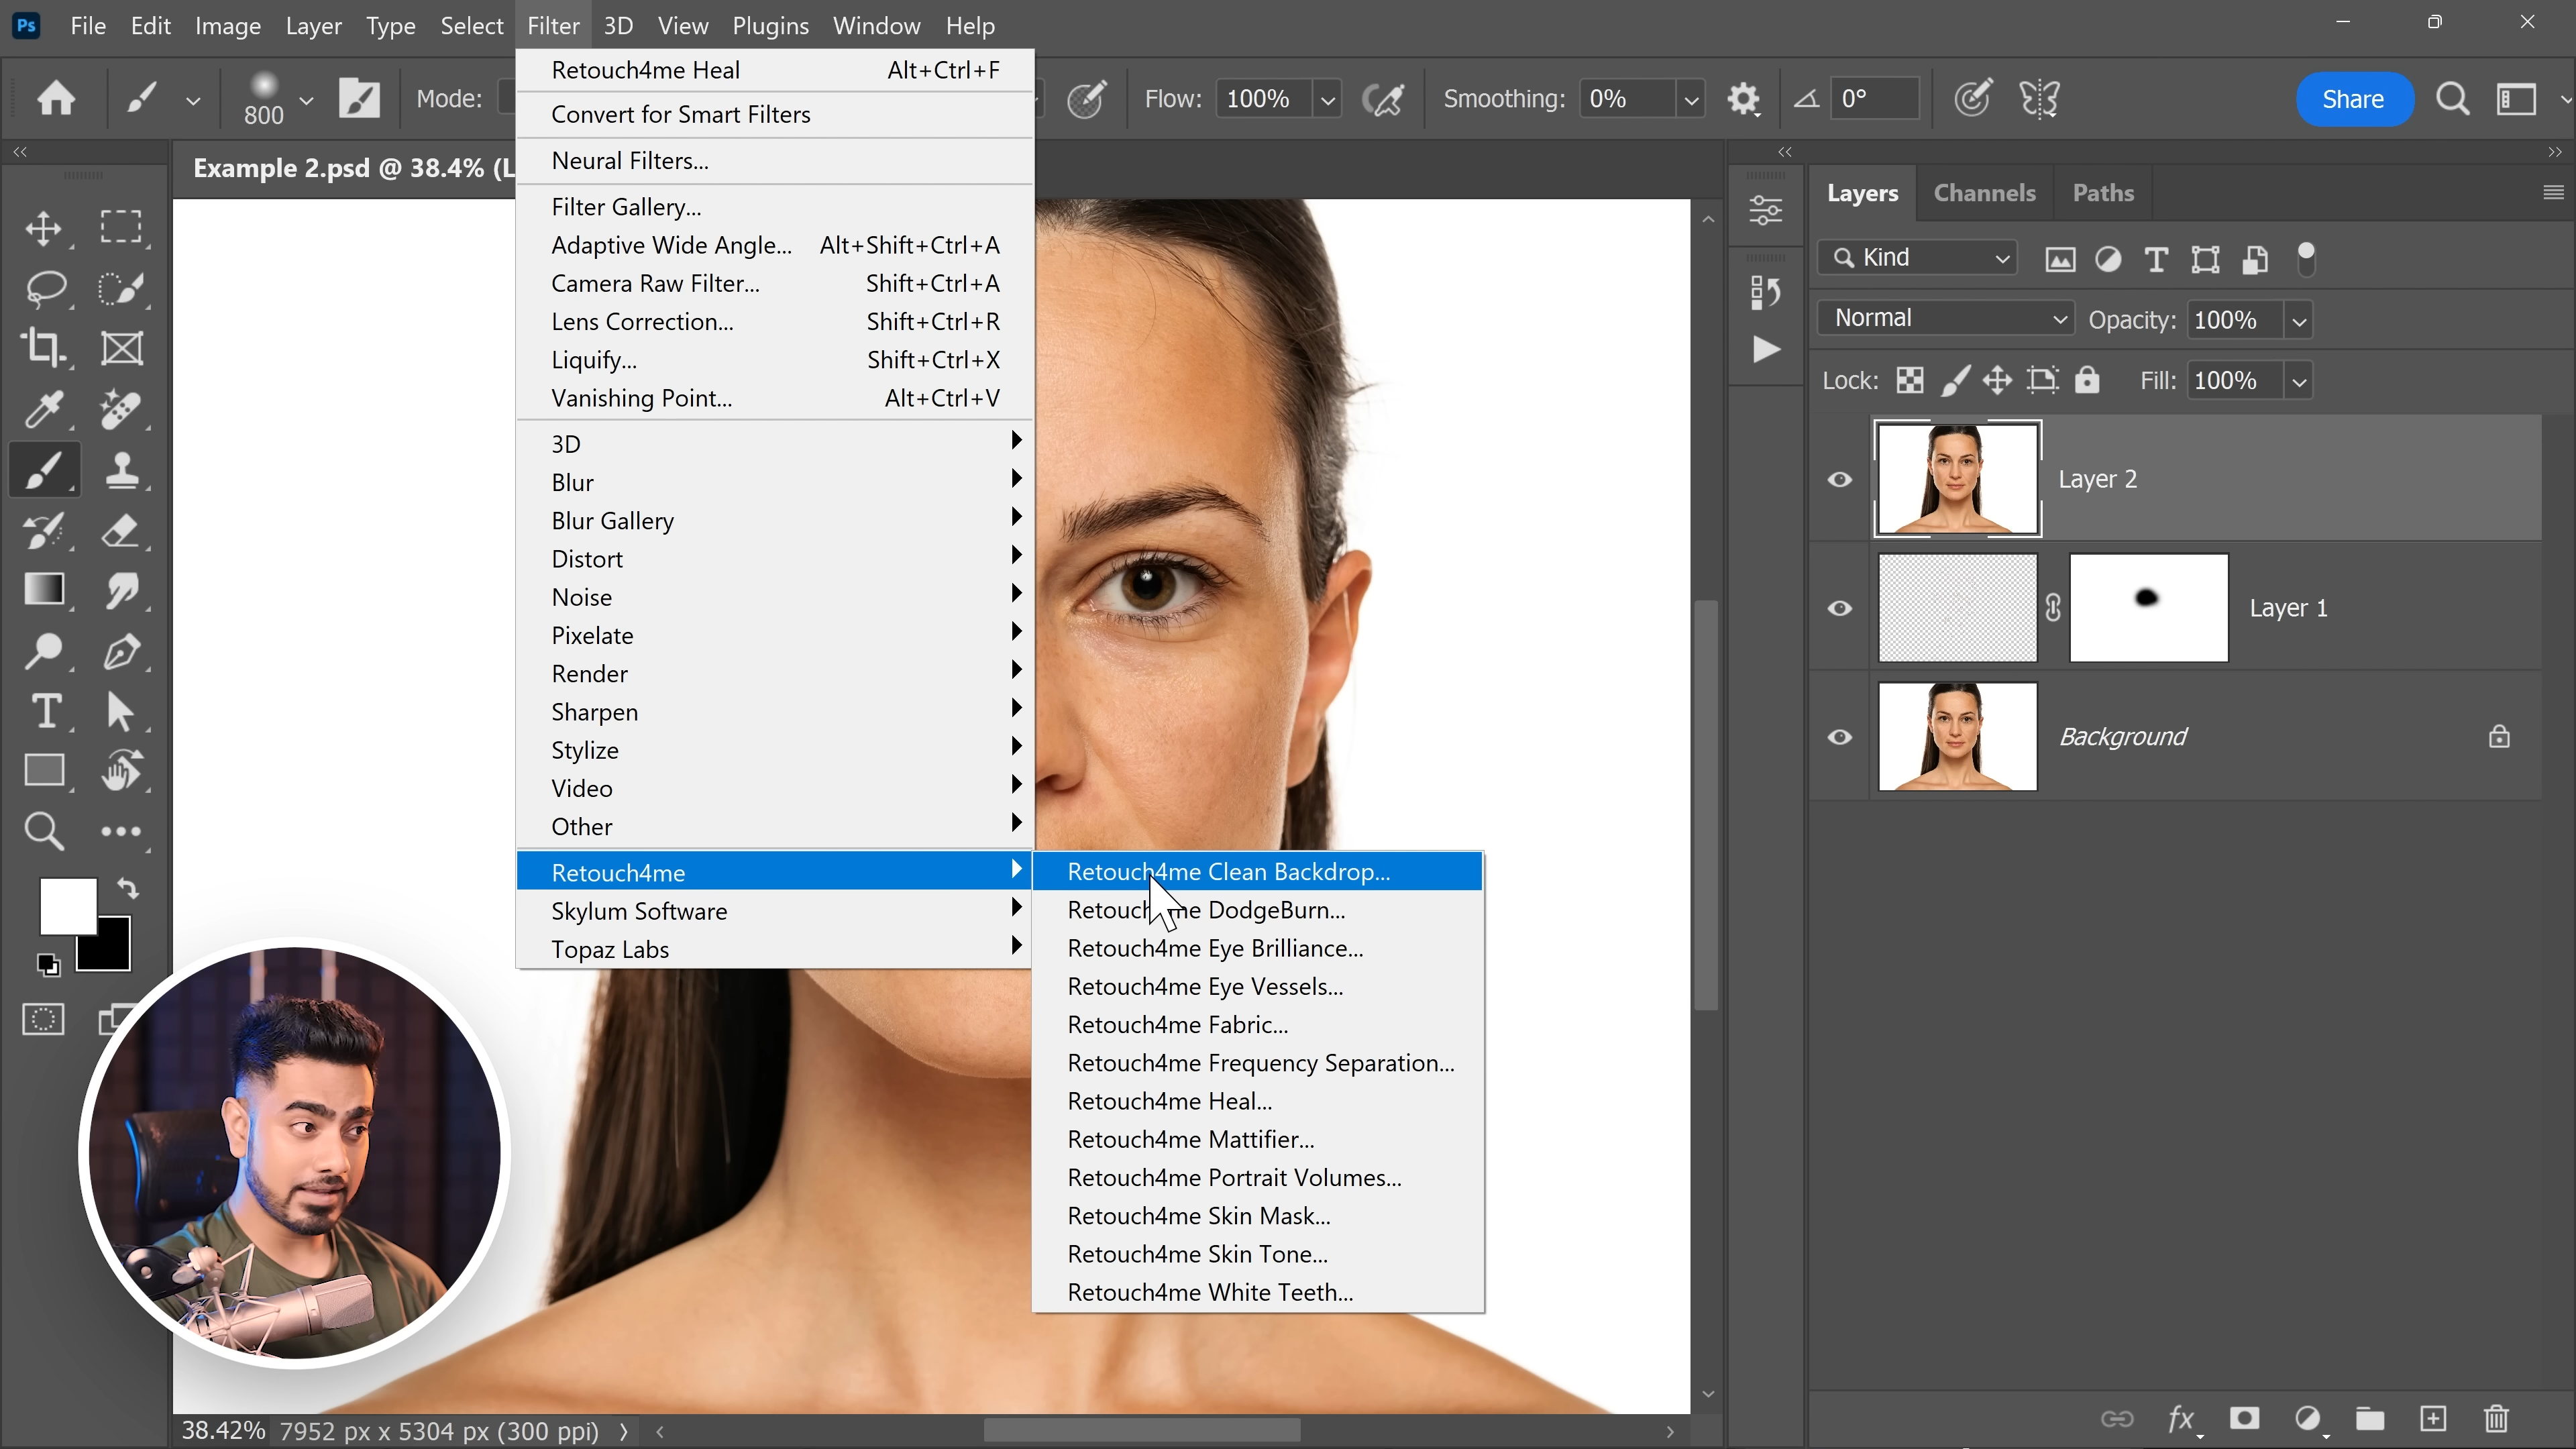 Ps File Edit Image Layer Type Select Filter 3D View Plugins Window Help
800 Mode: Flow: 100% Smoothing: 0% 0° Share
Example 2.psd @ 38.4% (L
Retouch4me Heal Alt+Ctrl+F
Convert for Smart Filters
Neural Filters...
Filter Gallery...
Adaptive Wide Angle... Alt+Shift+Ctrl+A
Camera Raw Filter... Shift+Ctrl+A
Lens Correction... Shift+Ctrl+R
Liquify... Shift+Ctrl+X
Vanishing Point... Alt+Ctrl+V
3D
Blur
Blur Gallery
Distort
Noise
Pixelate
Render
Sharpen
Stylize
Video
Other
Retouch4me
Skylum Software
Topaz Labs
Retouch4me Clean Backdrop...
Retouch4me DodgeBurn...
Retouch4me Eye Brilliance...
Retouch4me Eye Vessels...
Retouch4me Fabric...
Retouch4me Frequency Separation...
Retouch4me Heal...
Retouch4me Mattifier...
Retouch4me Portrait Volumes...
Retouch4me Skin Mask...
Retouch4me Skin Tone...
Retouch4me White Teeth...
Layers Channels Paths
Kind
Normal Opacity: 100%
Lock: Fill: 100%
Layer 2
Layer 1
Background
fx
38.42% 7952 px x 5304 px (300 ppi)